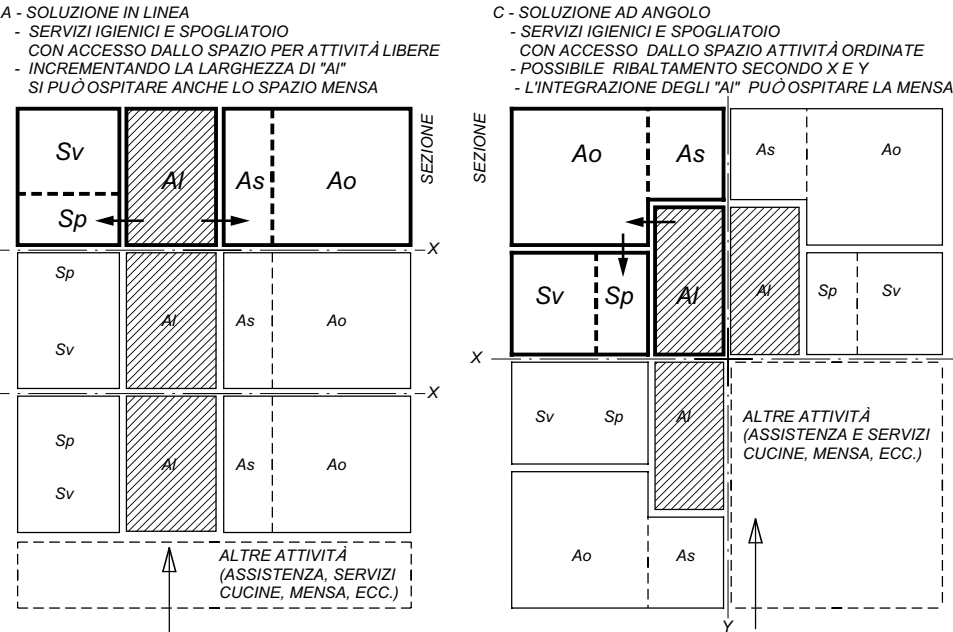 A - SOLUZIONE IN LINEA
- SERVIZI IGIENICI E SPOGLIATOIO
CON ACCESSO DALLO SPAZIO PER ATTIVITÀ LIBERE
- INCREMENTANDO LA LARGHEZZA DI "Al"
SI PUÒ OSPITARE ANCHE LO SPAZIO MENSA
Sv
Sp
Al
As
Ao
SEZIONE
X
Sp
Sv
Al
As
Ao
X
Sp
Sv
Al
As
Ao
ALTRE ATTIVITÀ
(ASSISTENZA, SERVIZI
CUCINE, MENSA, ECC.)
C - SOLUZIONE AD ANGOLO
- SERVIZI IGIENICI E SPOGLIATOIO
CON ACCESSO DALLO SPAZIO ATTIVITÀ ORDINATE
- POSSIBILE RIBALTAMENTO SECONDO X E Y
- L'INTEGRAZIONE DEGLI "Al" PUÒ OSPITARE LA MENSA
SEZIONE
Ao
As
As
Ao
Sv
Sp
Al
Al
Sp
Sv
X
Sv
Sp
Al
ALTRE ATTIVITÀ
(ASSISTENZA E SERVIZI
CUCINE, MENSA, ECC.)
Ao
As
Y